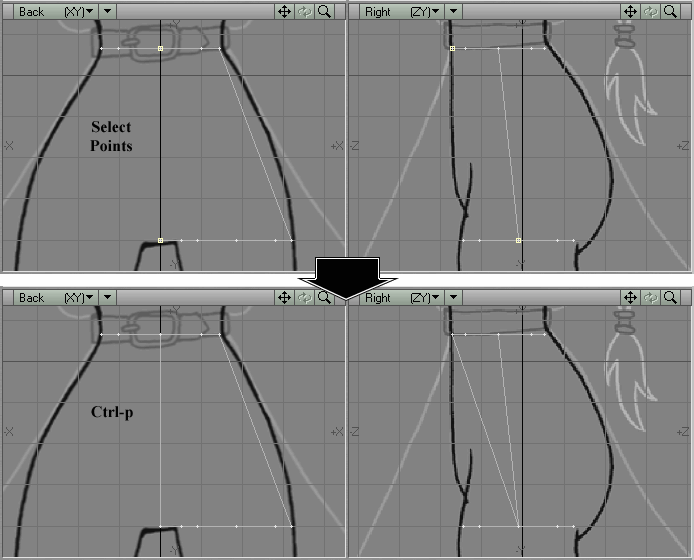 Back (XY)
Right (ZY)
-Y
-Y
Select
Points
-X
+X
-Z
+Z
-Y
-Y
Back (XY)
Right (ZY)
-Y
Ctrl-p
-X
+X
-Z
+Z
-Y
-Y